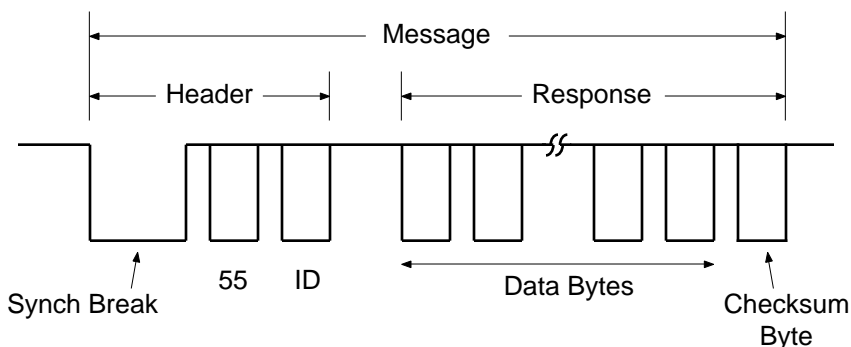 Message
Header
Response
55
ID
Data Bytes
Synch Break
Checksum
Byte